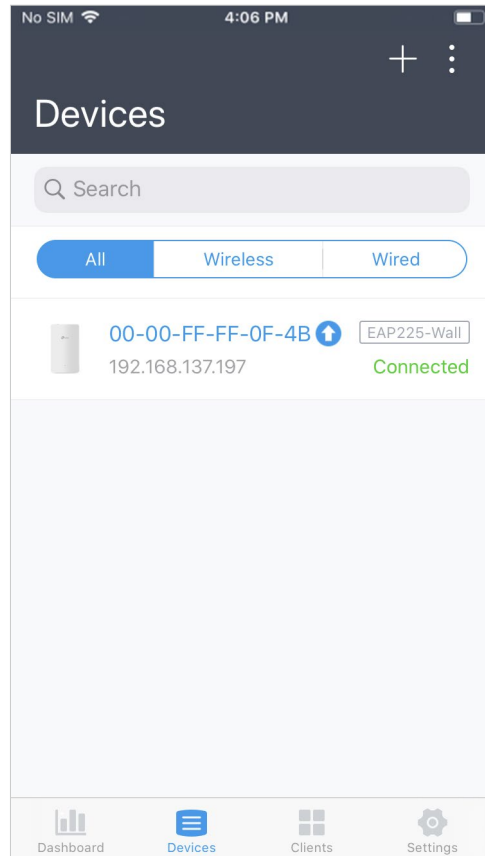 No SIM 4:06 PM
Devices
Search
All Wireless Wired
00-00-FF-FF-0F-4B EAP225-Wall
192.168.137.197 Connected
Dashboard Devices Clients Settings